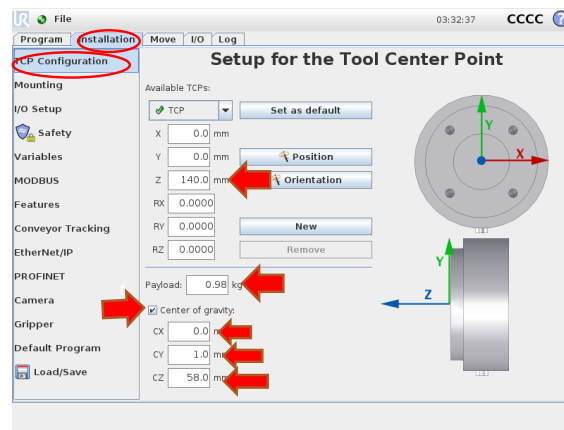 UR File 03:32:37 CCCC ?
Program Installation Move I/O Log
TCP Configuration
Setup for the Tool Center Point
Mounting
Available TCPs:
I/O Setup
TCP Set as default
Safety
X 0.0 mm
Variables
Y 0.0 mm Position
MODBUS
Z 140.0 mm Orientation
Features
RX 0.0000
Conveyor Tracking
RY 0.0000 New
EtherNet/IP
RZ 0.0000 Remove
PROFINET
Payload: 0.98 kg
Camera
Center of gravity:
Gripper
CX 0.0 m
Default Program
CY 1.0 mm
Load/Save
CZ 58.0 mm
Y
X
Y
Z